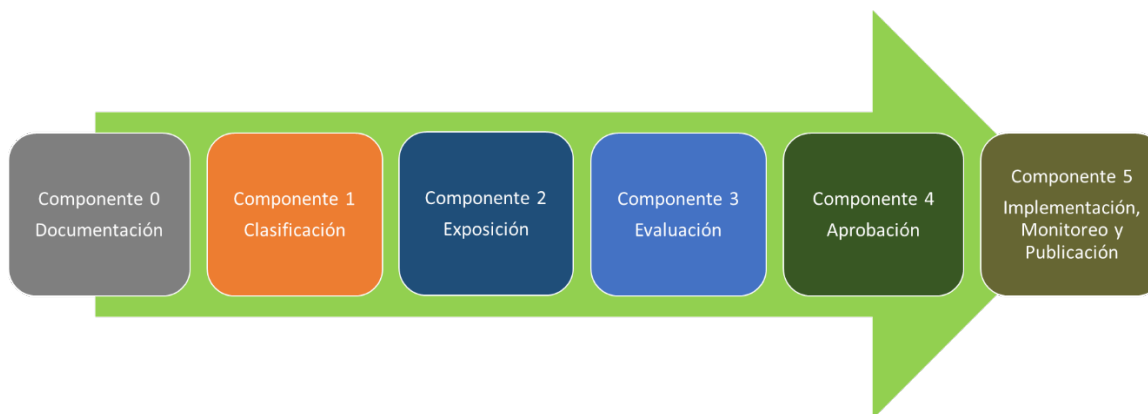 Componente 0
Documentación
Componente 1
Clasificación
Componente 2
Exposición
Componente 3
Evaluación
Componente 4
Aprobación
Componente 5
Implementación,
Monitoreo y
Publicación